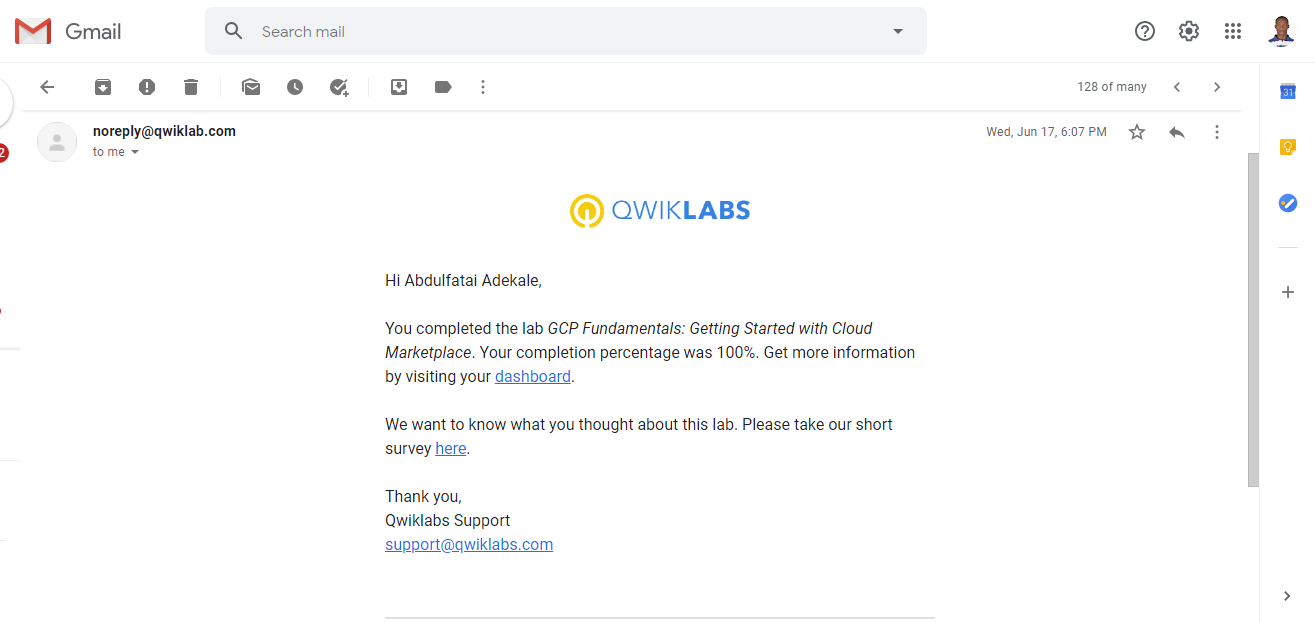 Gmail
Search mail
128 of many
noreply@qwiklab.com
Wed, Jun 17, 6:07 PM
to me
31
2
QWIKLABS
Hi Abdulfatai Adekale,
You completed the lab GCP Fundamentals: Getting Started with Cloud
Marketplace. Your completion percentage was 100%. Get more information
by visiting your dashboard.
We want to know what you thought about this lab. Please take our short
survey here.
Thank you,
Qwiklabs Support
support@qwiklabs.com